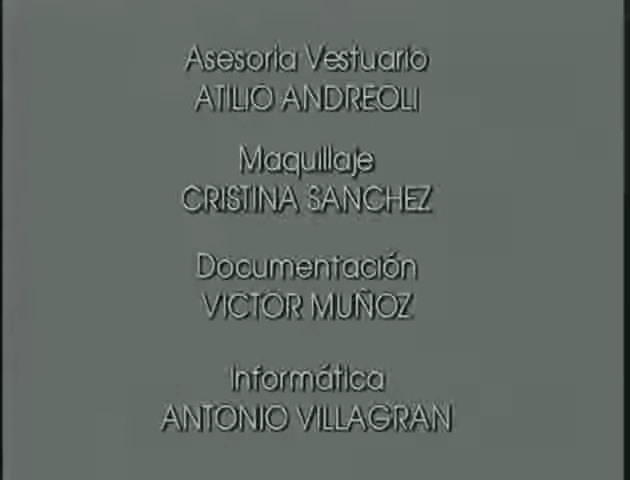 Asesoria Vestuario
ATILIO ANDREOLI
Maquillaje
CRISTINA SANCHEZ
Documentación
VICTOR MUÑOZ
Informática
ANTONIO VILLAGRAN